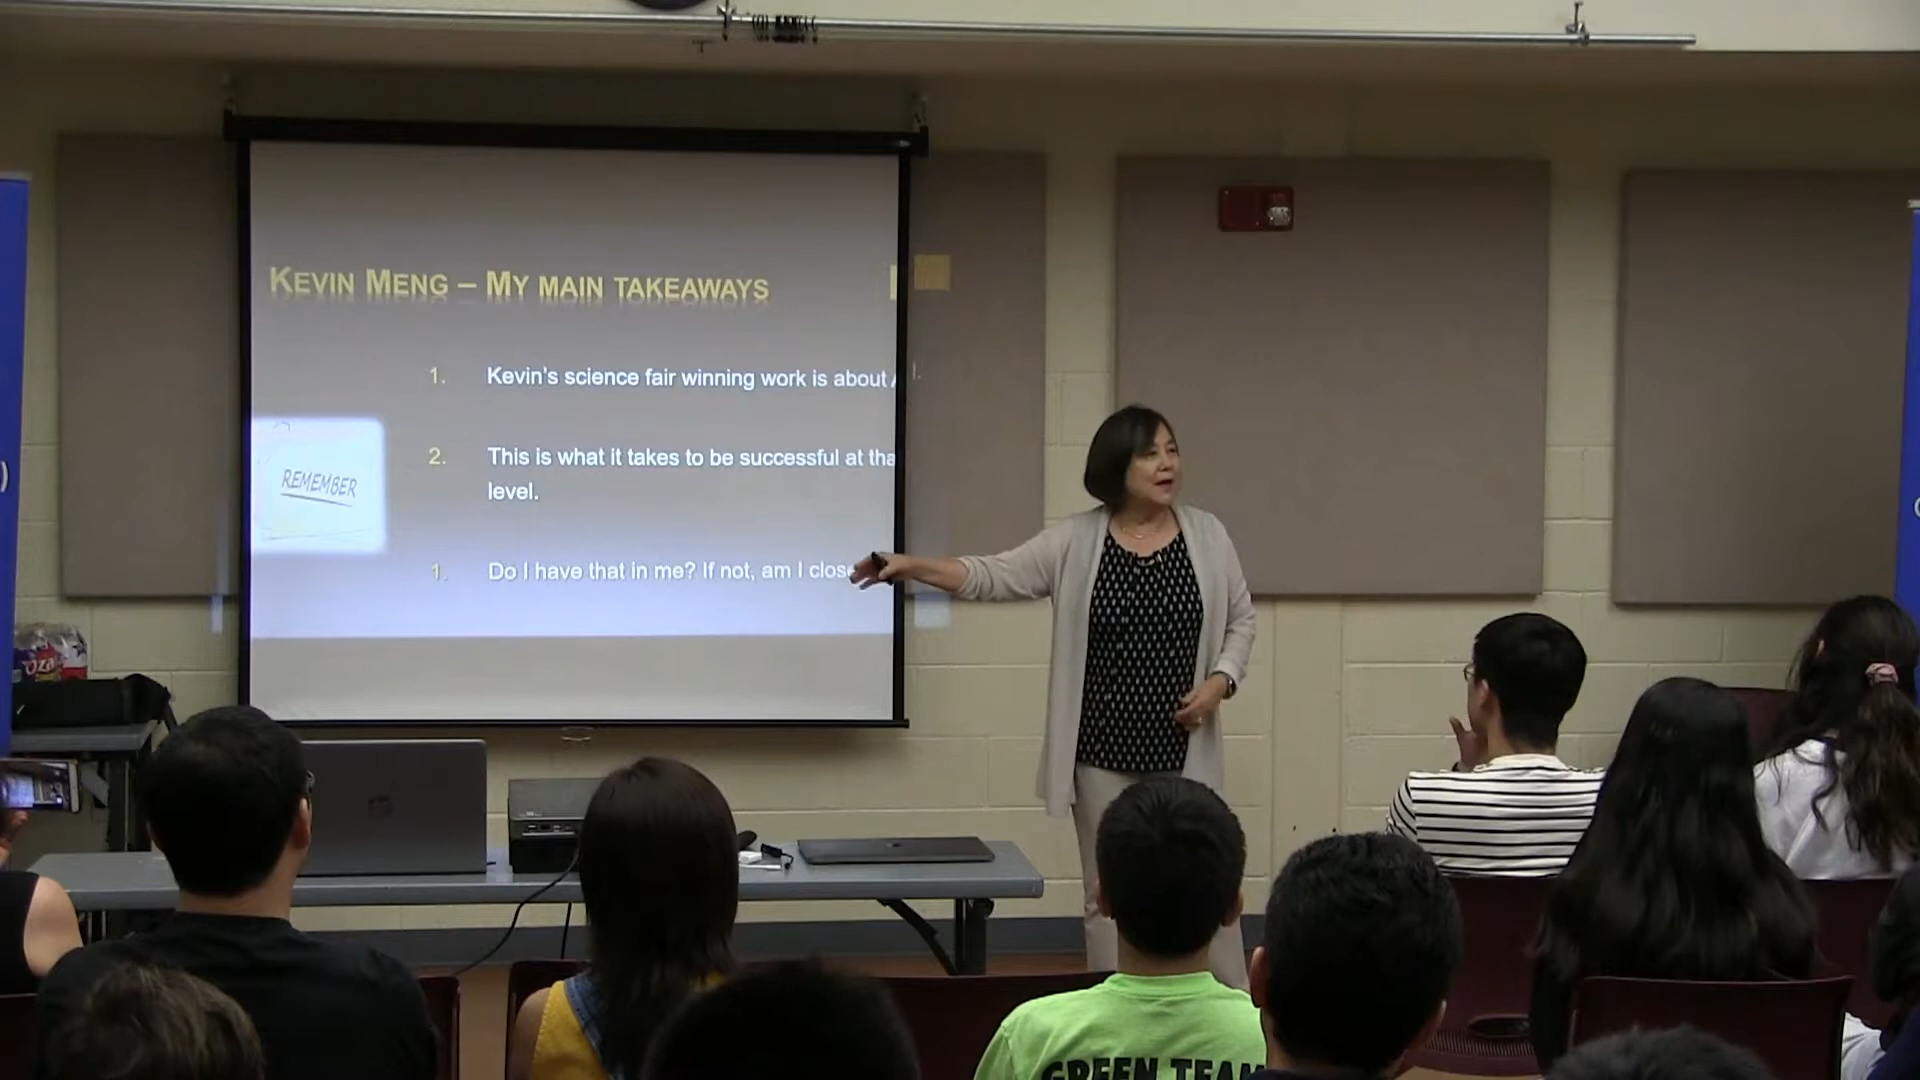 KEVIN MENG – MY MAIN TAKEAWAYS
1. Kevin's science fair winning work is about
2. This is what it takes to be successful at tha
level.
REMEMBER
1. Do I have that in me? If not, am I close
GREEN TEAM